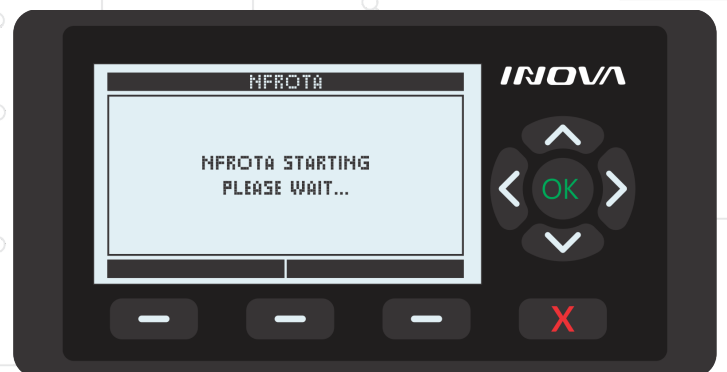 NFROTA
INOVA
NFROTA STARTING
PLEASE WAIT...
OK
X